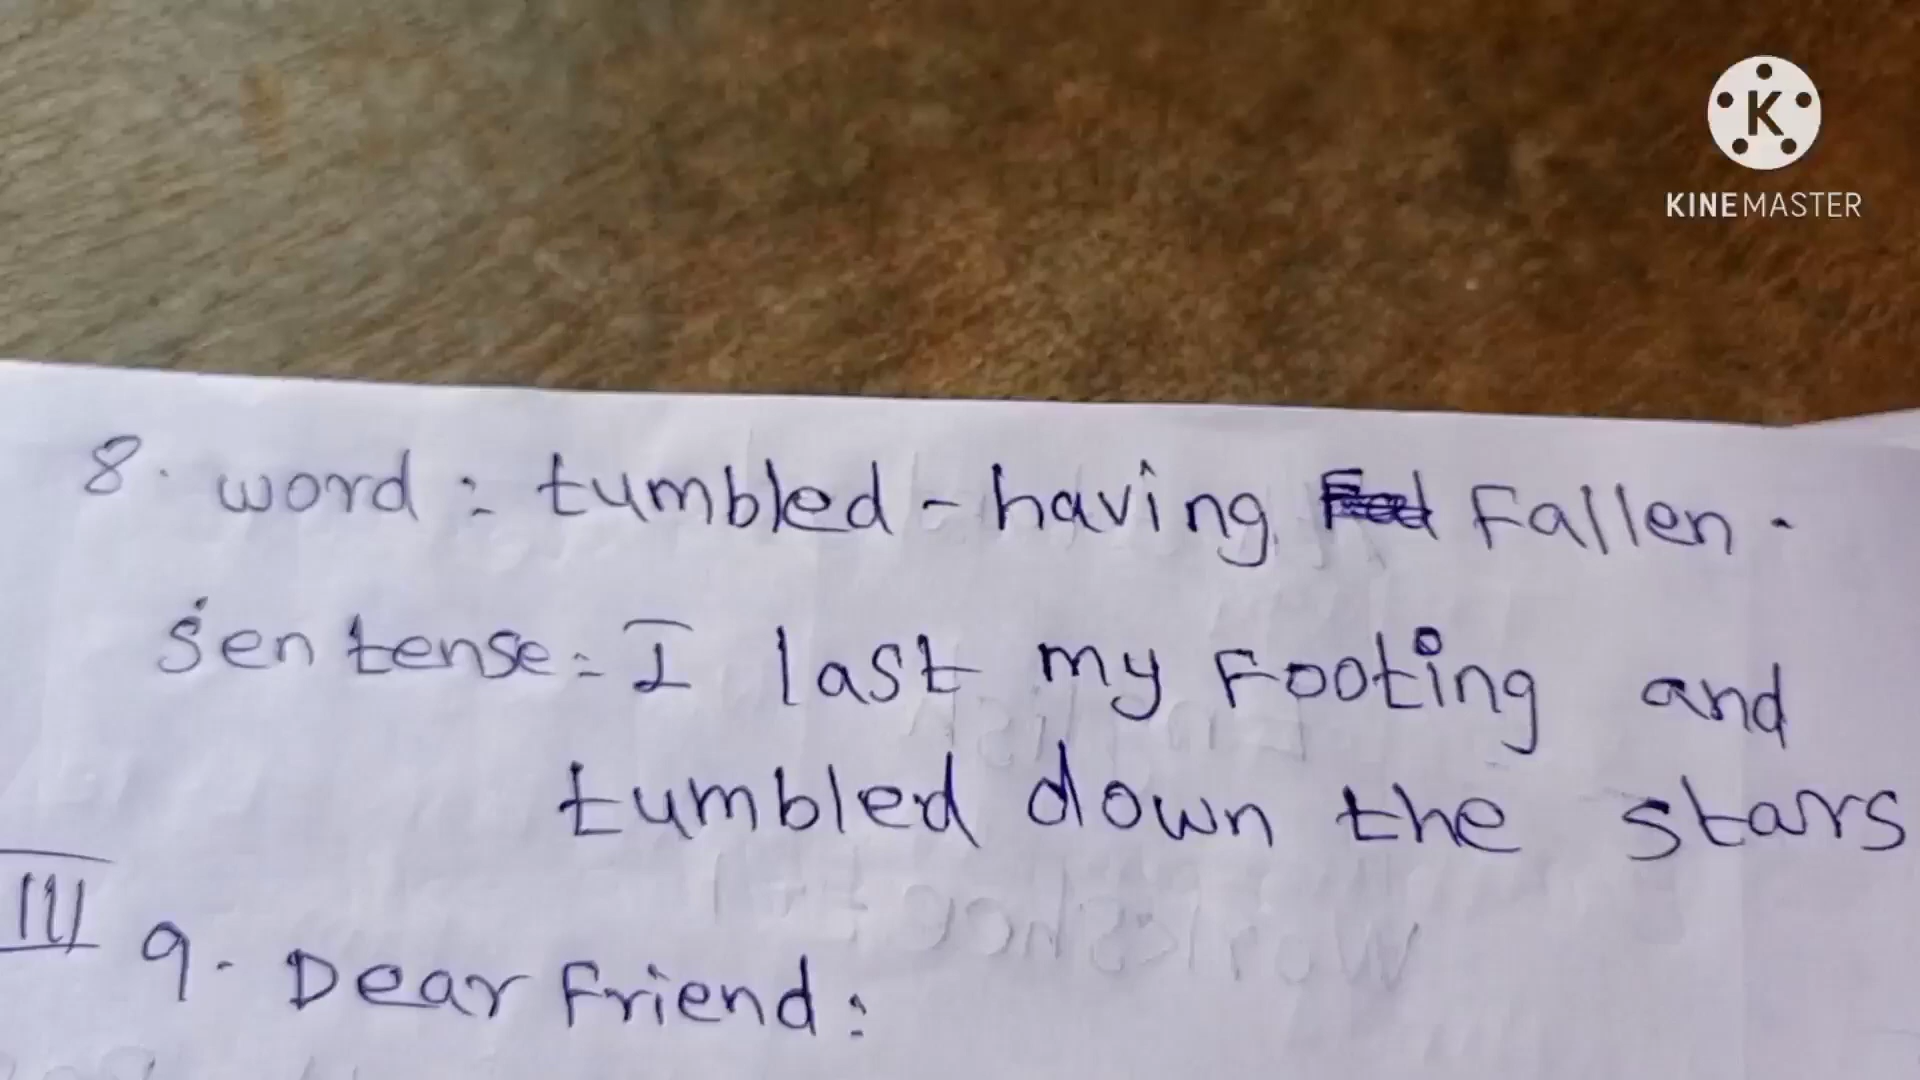 K
KINEMASTER
8. word : tumbled - having Fallen.
sentense:- I last my Footing and
tumbled down the stars
III
9. Dear Friend :